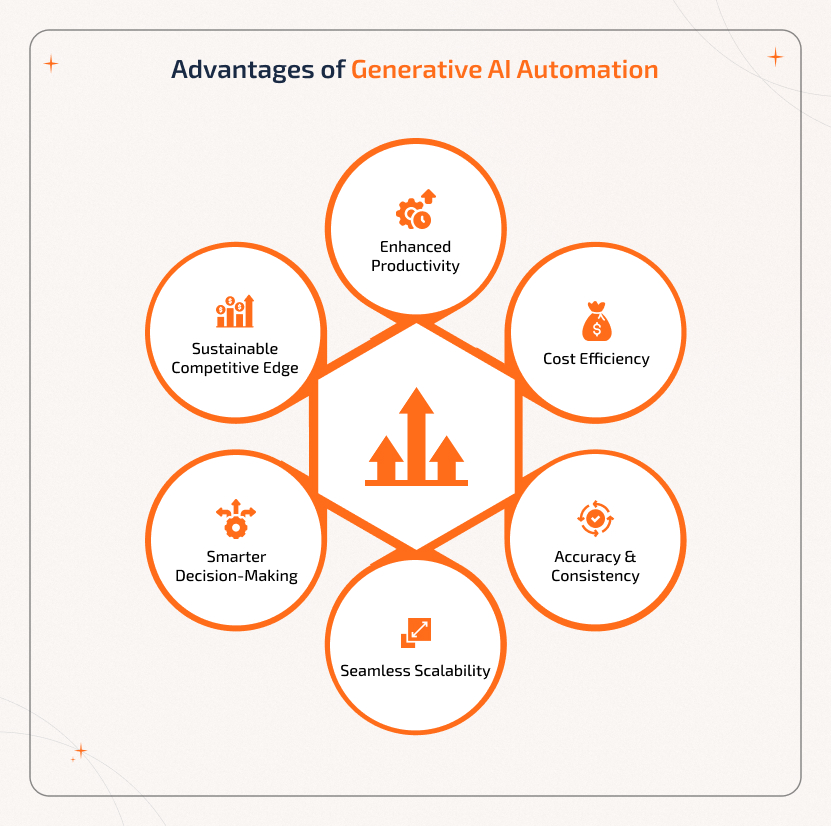 Advantages of Generative AI Automation
Enhanced
Productivity
Cost Efficiency
Accuracy &
Consistency
Seamless Scalability
Smarter
Decision-Making
Sustainable
Competitive Edge